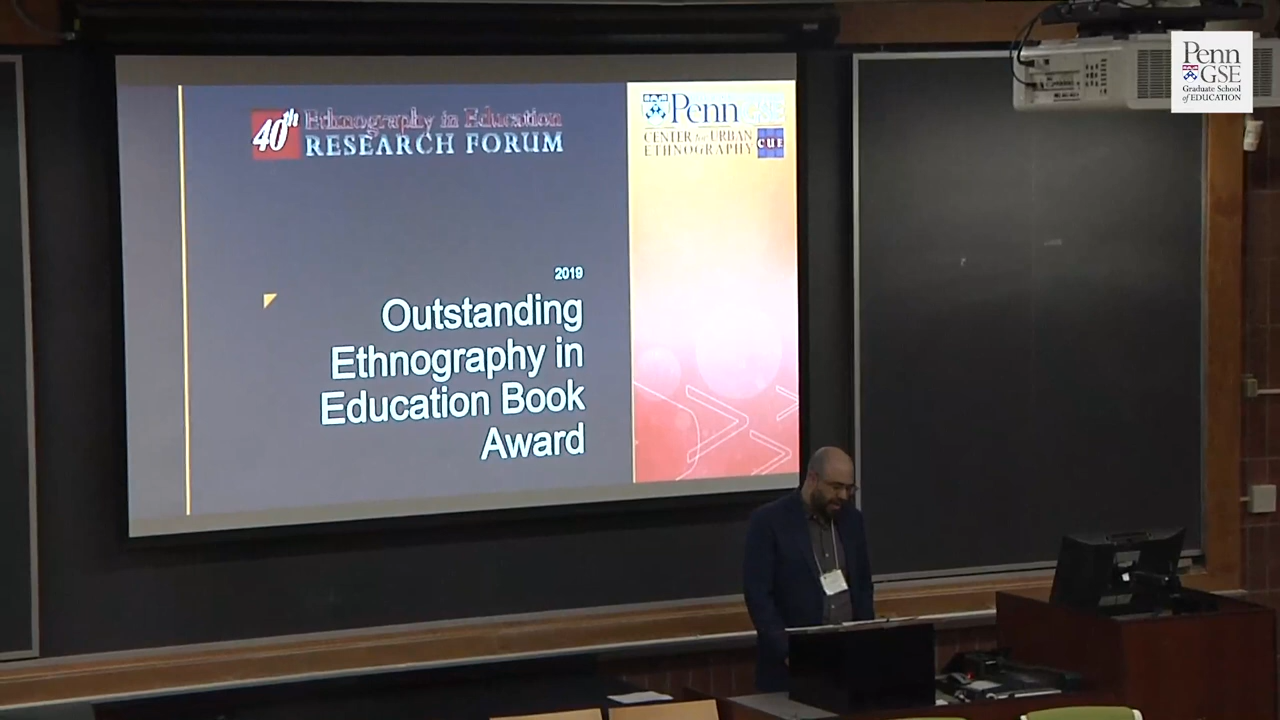 40th Ethnography in Education
RESEARCH FORUM
Penn GSE
CENTER for URBAN
ETHNOGRAPHY
CUE
2019
Outstanding
Ethnography in
Education Book
Award
Penn
GSE
Graduate School
of EDUCATION